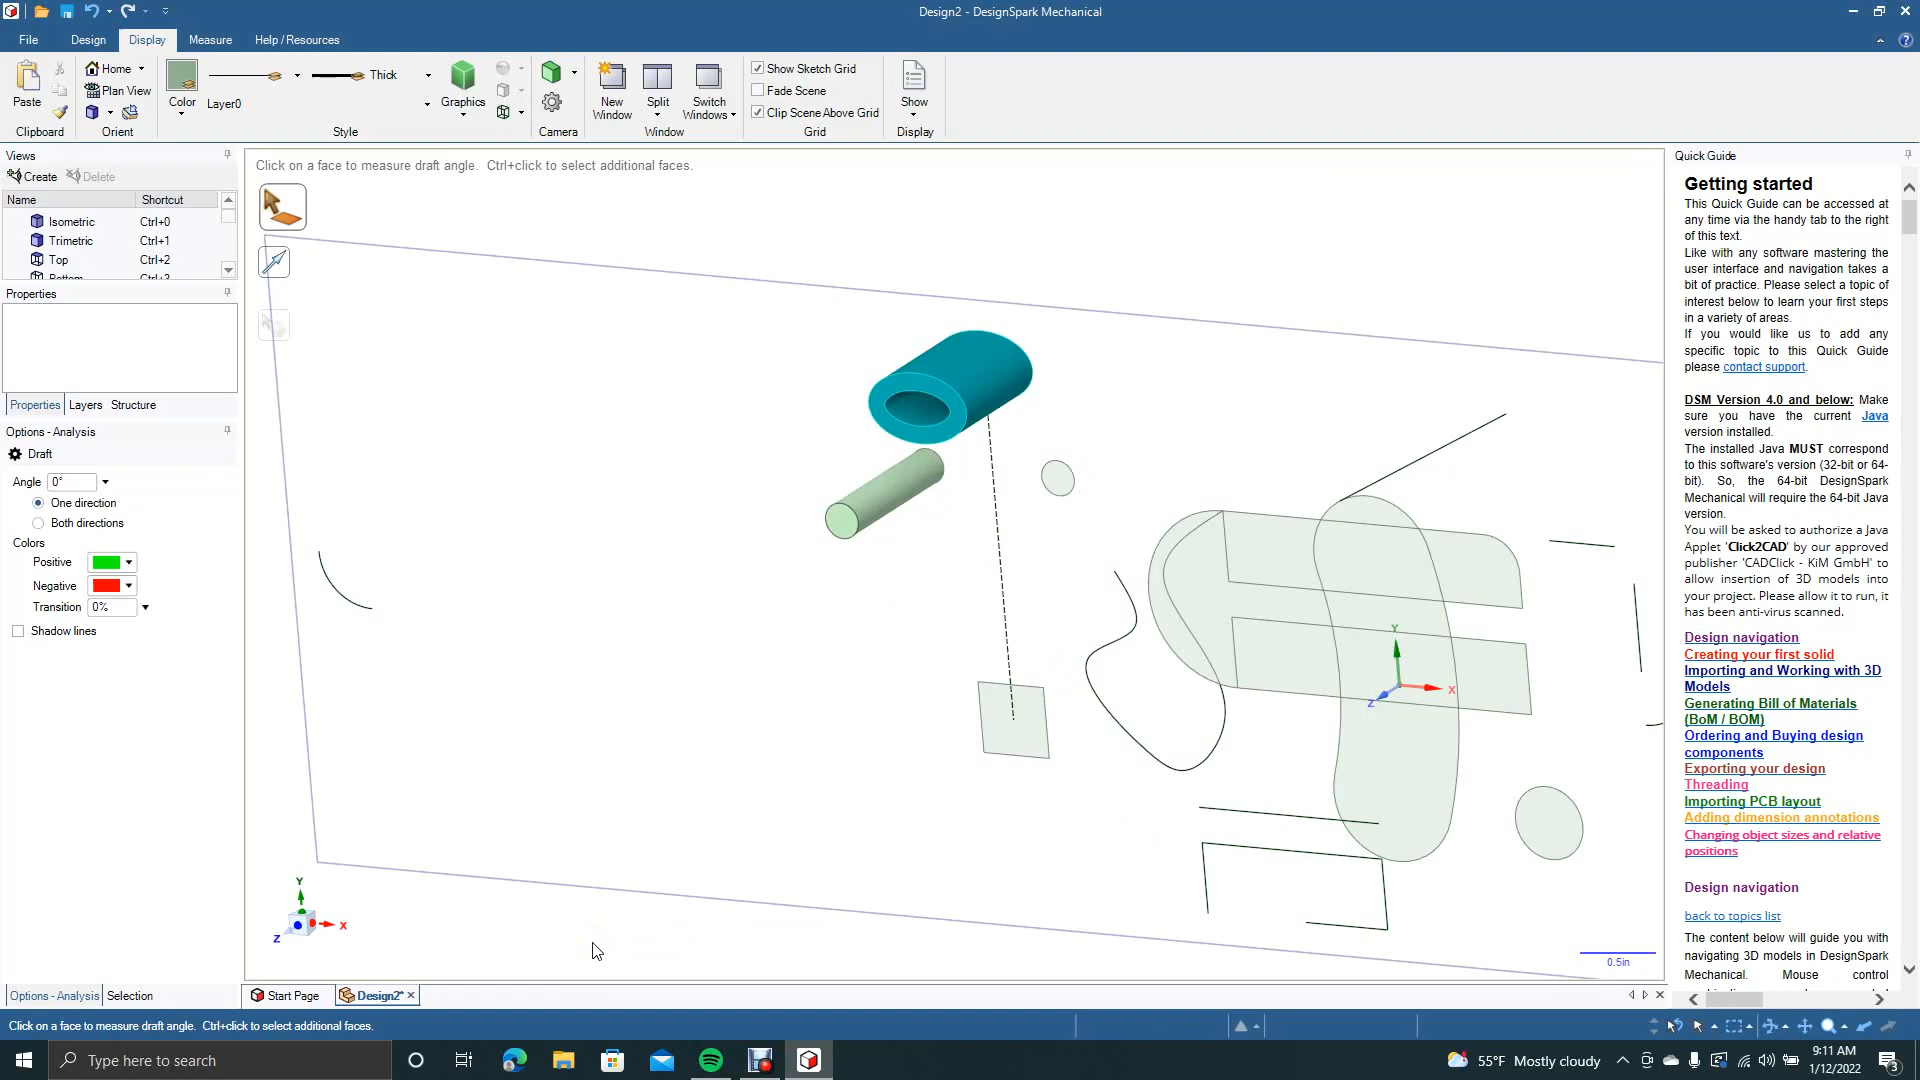 Design2 - DesignSpark Mechanical
File Design Display Measure Help / Resources
Paste
Clipboard
Home
Plan View
Orient
Color
Layer0
Thick
Graphics
Style
Camera
New Window
Split
Switch Windows
Window
Show Sketch Grid
Fade Scene
Clip Scene Above Grid
Grid
Show
Display
Views
Create Delete
Name Shortcut
Isometric Ctrl+0
Trimetric Ctrl+1
Top Ctrl+2
Bottom Ctrl+3
Properties
Properties Layers Structure
Options - Analysis
Draft
Angle 0°
One direction
Both directions
Colors
Positive
Negative
Transition 0%
Shadow lines
Options - Analysis Selection
Click on a face to measure draft angle. Ctrl+click to select additional faces.
Y
X
Z
Y
X
Z
0.5in
Start Page Design2*
Quick Guide
Getting started
This Quick Guide can be accessed at
any time via the handy tab to the right
of this text.
Like with any software mastering the
user interface and navigation takes a
bit of practice. Please select a topic of
interest below to learn your first steps
in a variety of areas.
If you would like us to add any
specific topic to this Quick Guide
please contact support.
DSM Version 4.0 and below: Make
sure you have the current Java
version installed.
The installed Java MUST correspond
to this software's version (32-bit or 64-
bit). So, the 64-bit DesignSpark
Mechanical will require the 64-bit Java
version.
You will be asked to authorize a Java
Applet 'Click2CAD' by our approved
publisher 'CADClick - KiM GmbH' to
allow insertion of 3D models into
your project. Please allow it to run, it
has been anti-virus scanned.
Design navigation
Creating your first solid
Importing and Working with 3D
Models
Generating Bill of Materials
(BoM / BOM)
Ordering and Buying design
components
Exporting your design
Threading
Importing PCB layout
Adding dimension annotations
Changing object sizes and relative
positions
Design navigation
back to topics list
The content below will guide you with
navigating 3D models in DesignSpark
Mechanical. Mouse control
Click on a face to measure draft angle. Ctrl+click to select additional faces.
Type here to search
55°F Mostly cloudy
9:11 AM
1/12/2022
3